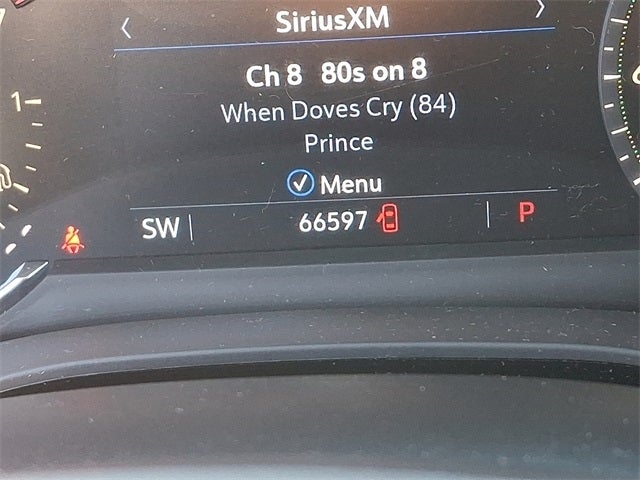 SiriusXM
Ch 8 80s on 8
When Doves Cry (84)
Prince
Menu
1
SW 66597 P